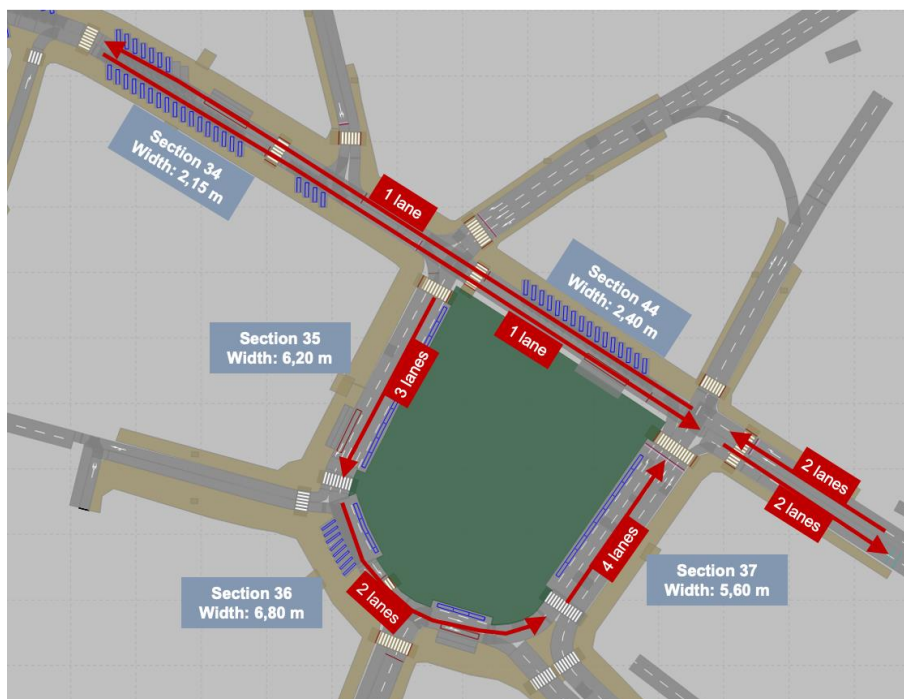 Section 34
Width: 2,15 m
1 lane
Section 44
Width: 2,40 m
1 lane
Section 35
Width: 6,20 m
3 lanes
2 lanes
2 lanes
4 lanes
Section 37
Width: 5,60 m
Section 36
Width: 6,80 m
2 lanes